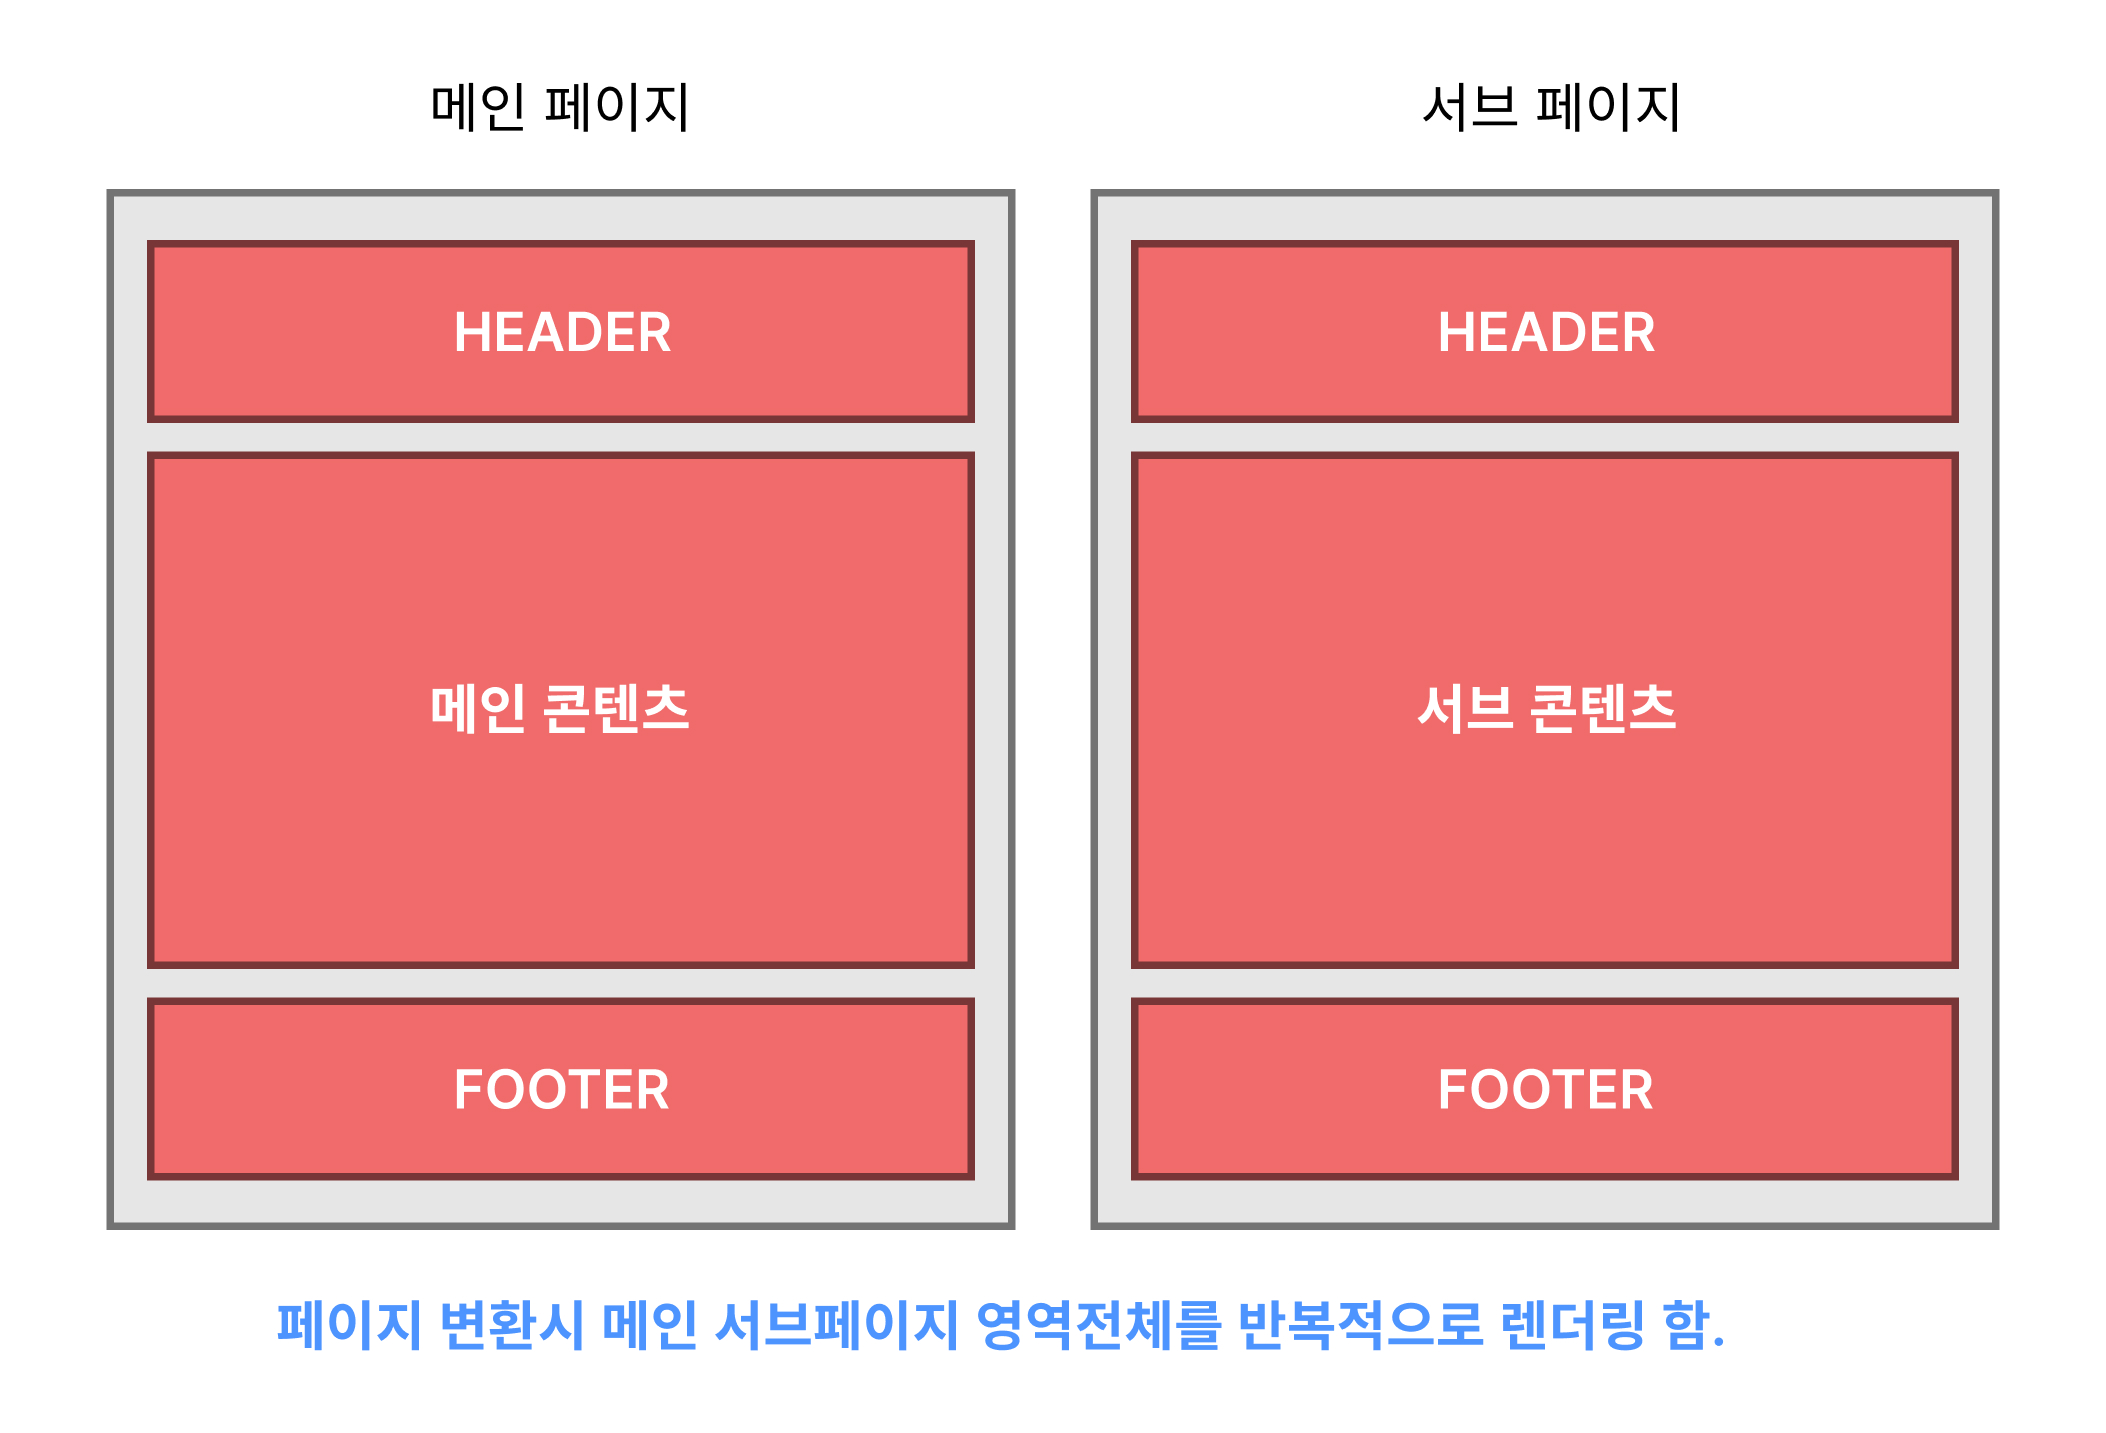 메인 페이지
HEADER
메인 콘텐츠
FOOTER
서브 페이지
HEADER
서브 콘텐츠
FOOTER
페이지 변환시 메인 서브페이지 영역전체를 반복적으로 렌더링 함.